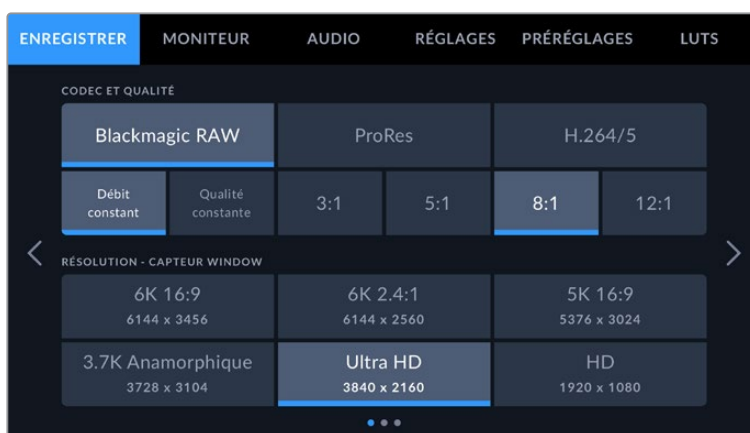 ENREGISTRER MONITEUR AUDIO RÉGLAGES PRÉRÉGLAGES LUTS
CODEC ET QUALITÉ
Blackmagic RAW ProRes H.264/5
Débit constant Qualité constante 3:1 5:1 8:1 12:1
RÉSOLUTION - CAPTEUR WINDOW
6K 16:9 6K 2.4:1 5K 16:9
6144 x 3456 6144 x 2560 5376 x 3024
3.7K Anamorphique Ultra HD HD
3728 x 3104 3840 x 2160 1920 x 1080